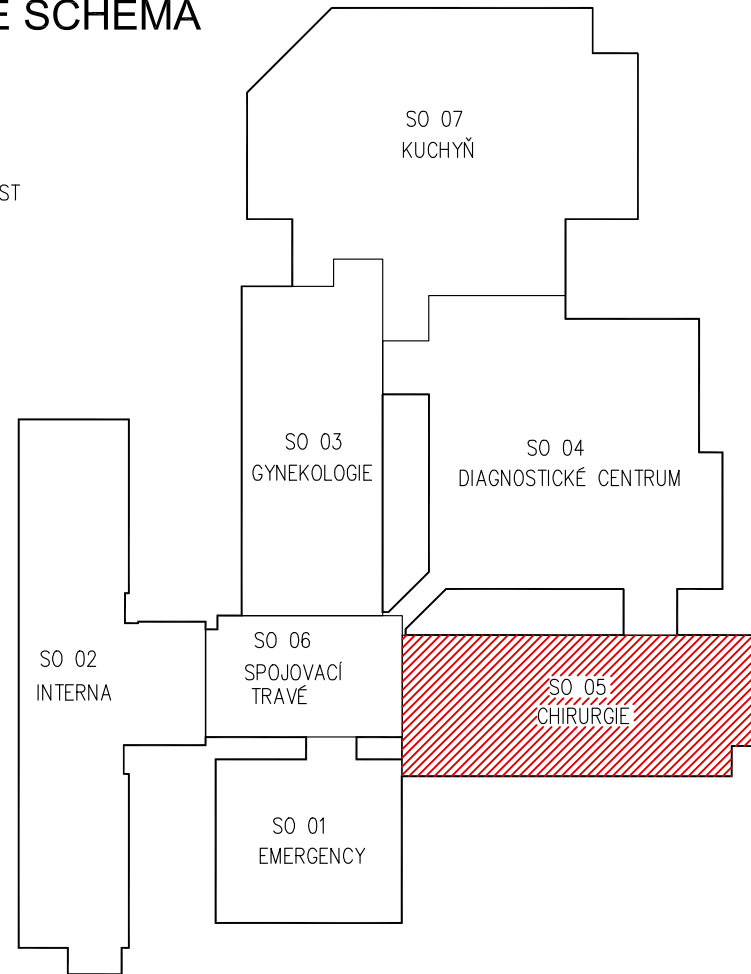 E SCHEMA
ST
SO 07
KUCHYŇ
SO 03
GYNEKOLOGIE
SO 04
DIAGNOSTICKÉ CENTRUM
SO 06
SPOJOVACÍ
TRAVÉ
SO 02
INTERNA
SO 05
CHIRURGIE
SO 01
EMERGENCY